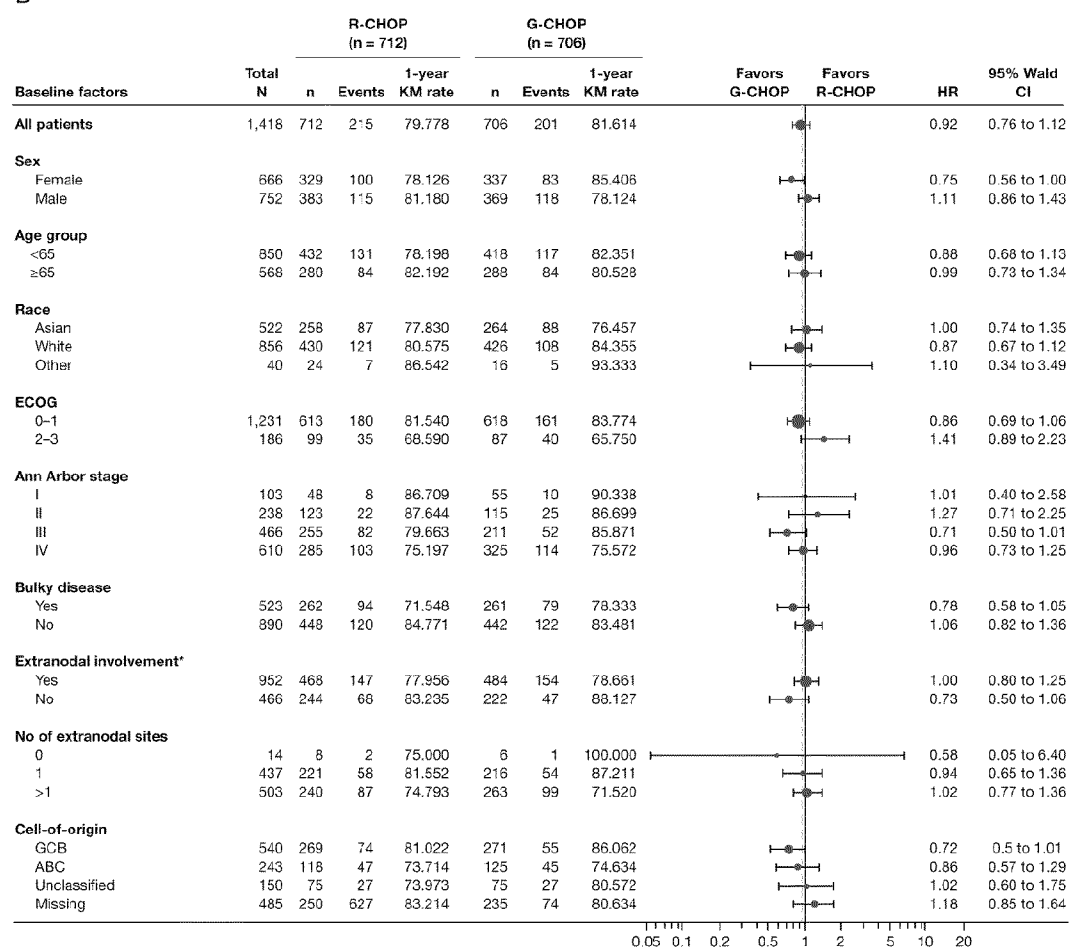 R-CHOP G-CHOP
(n = 712) (n = 706)
Total 1-year 1-year Favors Favors 95% Wald
Baseline factors N n Events KM rate n Events KM rate G-CHOP R-CHOP HR CI
All patients 1,418 712 215 79.778 706 201 81.614 0.92 0.76 to 1.12
Sex
Female 666 329 100 78.126 337 83 85.406 0.75 0.56 to 1.00
Male 752 383 115 81.180 369 118 78.124 1.11 0.86 to 1.43
Age group
<65 850 432 131 78.198 418 117 82.351 0.88 0.68 to 1.13
≥65 568 280 84 82.192 288 84 80.528 0.99 0.73 to 1.34
Race
Asian 522 258 87 77.830 264 88 76.457 1.00 0.74 to 1.35
White 856 430 121 80.575 426 108 84.355 0.87 0.67 to 1.12
Other 40 24 7 86.542 16 5 93.333 1.10 0.34 to 3.49
ECOG
0–1 1,231 613 180 81.540 618 161 83.774 0.86 0.69 to 1.06
2–3 186 99 35 68.590 87 40 65.750 1.41 0.89 to 2.23
Ann Arbor stage
I 103 48 8 86.709 55 10 90.338 1.01 0.40 to 2.58
II 238 123 22 87.644 115 25 86.699 1.27 0.71 to 2.25
III 466 255 82 79.663 211 52 85.871 0.71 0.50 to 1.01
IV 610 285 103 75.197 325 114 75.572 0.96 0.73 to 1.25
Bulky disease
Yes 523 262 94 71.548 261 79 78.333 0.78 0.58 to 1.05
No 890 448 120 84.771 442 122 83.481 1.06 0.82 to 1.36
Extranodal involvement*
Yes 952 468 147 77.956 484 154 78.661 1.00 0.80 to 1.25
No 466 244 68 83.235 222 47 88.127 0.73 0.50 to 1.06
No of extranodal sites
0 14 8 2 75.000 6 1 100.000 0.58 0.05 to 6.40
1 437 221 58 81.552 216 54 87.211 0.94 0.65 to 1.36
>1 503 240 87 74.793 263 99 71.520 1.02 0.77 to 1.36
Cell-of-origin
GCB 540 269 74 81.022 271 55 86.062 0.72 0.5 to 1.01
ABC 243 118 47 73.714 125 45 74.634 0.86 0.57 to 1.29
Unclassified 150 75 27 73.973 75 27 80.572 1.02 0.60 to 1.75
Missing 485 250 627 83.214 235 74 80.634 1.18 0.85 to 1.64
0.05 0.1 0.2 0.5 1 2 5 10 20